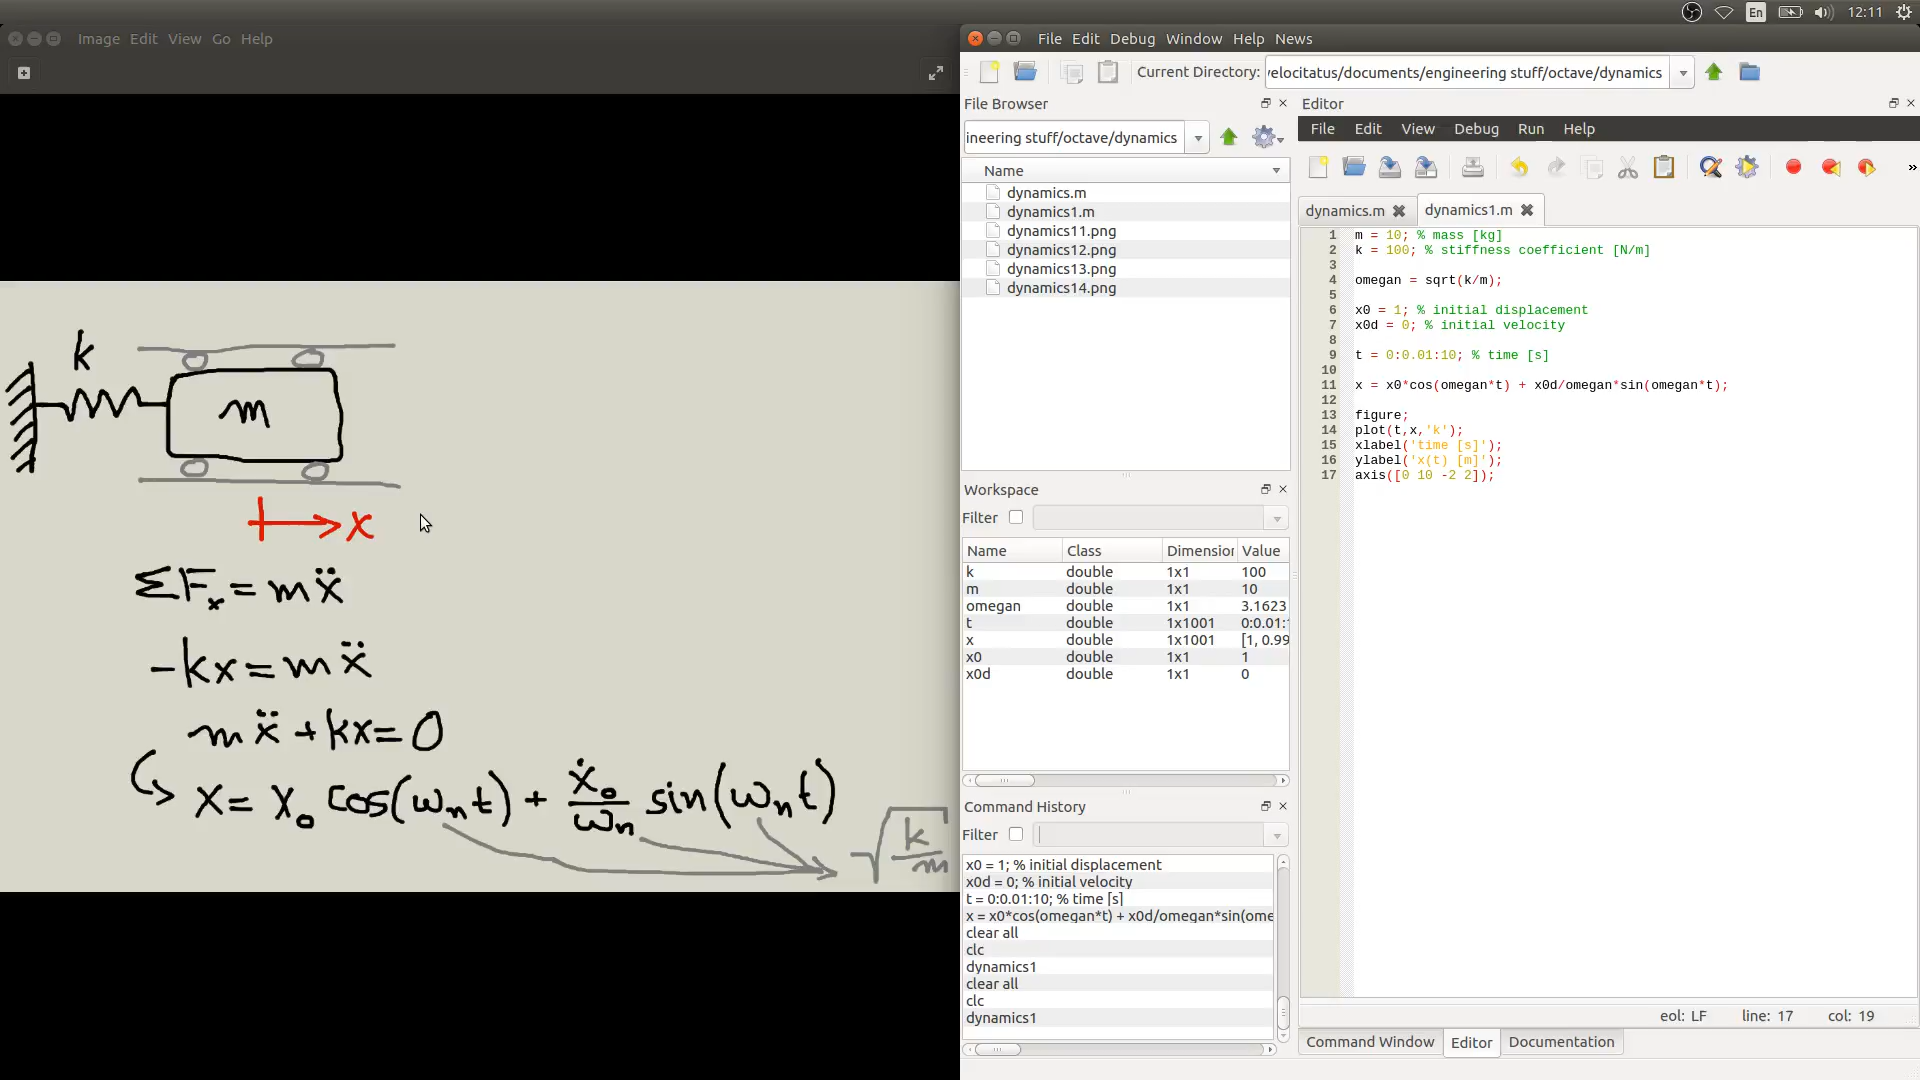 En 12:11
Image Edit View Go Help
k
m
x
ΣFₓ = mẍ
-kx = mẍ
mẍ + kx = 0
x = x₀ cos(ωₙt) + ẋ₀/ωₙ sin(ωₙt)
√(k/m)
File Edit Debug Window Help News
Current Directory: velocitatus/documents/engineering stuff/octave/dynamics
File Browser
ineering stuff/octave/dynamics
Name
dynamics.m
dynamics1.m
dynamics11.png
dynamics12.png
dynamics13.png
dynamics14.png
Workspace
Filter
Name Class Dimension Value
k double 1x1 100
m double 1x1 10
omegan double 1x1 3.1623
t double 1x1001 0:0.01:
x double 1x1001 [1, 0.99
x0 double 1x1 1
x0d double 1x1 0
Command History
Filter
x0 = 1; % initial displacement
x0d = 0; % initial velocity
t = 0:0.01:10; % time [s]
x = x0*cos(omegan*t) + x0d/omegan*sin(ome
clear all
clc
dynamics1
clear all
clc
dynamics1
Editor
File Edit View Debug Run Help
»
dynamics.m dynamics1.m
1 m = 10; % mass [kg]
2 k = 100; % stiffness coefficient [N/m]
3
4 omegan = sqrt(k/m);
5
6 x0 = 1; % initial displacement
7 x0d = 0; % initial velocity
8
9 t = 0:0.01:10; % time [s]
10
11 x = x0*cos(omegan*t) + x0d/omegan*sin(omegan*t);
12
13 figure;
14 plot(t,x,'k');
15 xlabel('time [s]');
16 ylabel('x(t) [m]');
17 axis([0 10 -2 2]);
eol: LF line: 17 col: 19
Command Window Editor Documentation